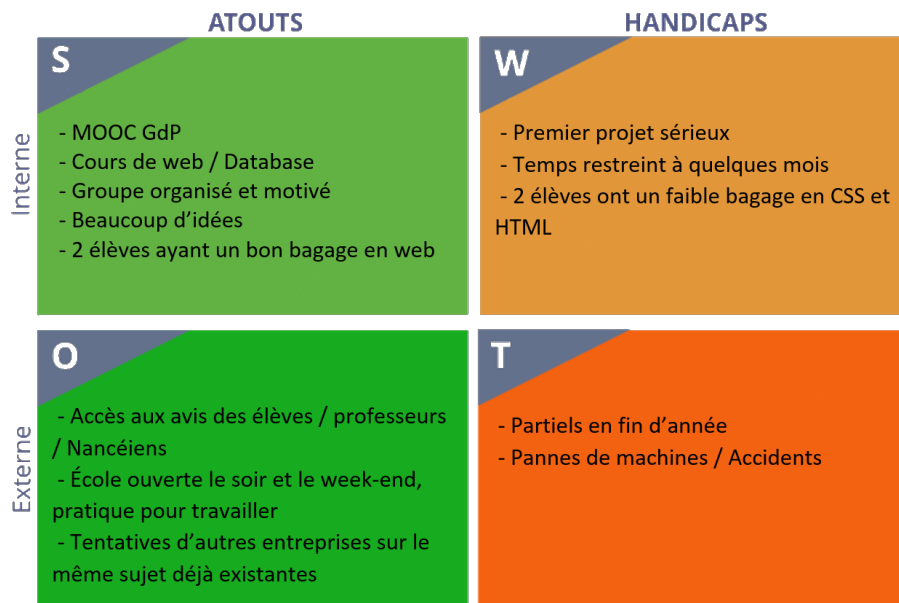 ATOUTS
HANDICAPS
Interne
S
- MOOC GdP
- Cours de web / Database
- Groupe organisé et motivé
- Beaucoup d’idées
- 2 élèves ayant un bon bagage en web
W
- Premier projet sérieux
- Temps restreint à quelques mois
- 2 élèves ont un faible bagage en CSS et
HTML
Externe
O
- Accès aux avis des élèves / professeurs
/ Nancéiens
- École ouverte le soir et le week-end,
pratique pour travailler
- Tentatives d’autres entreprises sur le
même sujet déjà existantes
T
- Partiels en fin d’année
- Pannes de machines / Accidents